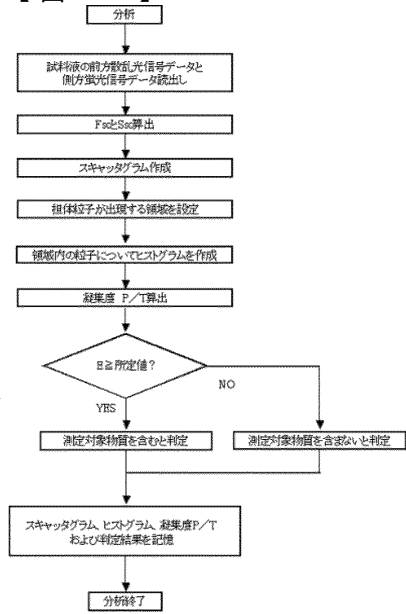 分析
試料液の前方散乱光信号データと
側方蛍光信号データ読出し
FscとSsc算出
スキャッタグラム作成
担体粒子が出現する領域を設定
領域内の粒子についてヒストグラムを作成
凝集度 P/T算出
E≧所定値？
NO
YES
測定対象物質を含むと判定
測定対象物質を含まないと判定
スキャッタグラム、ヒストグラム、凝集度P/T
および判定結果を記憶
分析終了